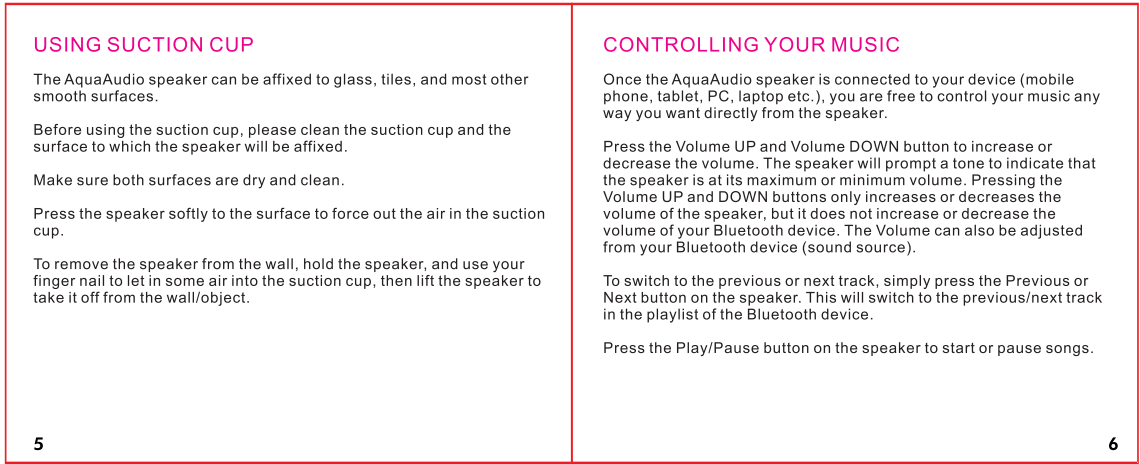 USING SUCTION CUP
The AquaAudio speaker can be affixed to glass, tiles, and most other
smooth surfaces.
Before using the suction cup, please clean the suction cup and the
surface to which the speaker will be affixed.
Make sure both surfaces are dry and clean.
Press the speaker softly to the surface to force out the air in the suction
cup.
To remove the speaker from the wall, hold the speaker, and use your
finger nail to let in some air into the suction cup, then lift the speaker to
take it off from the wall/object.
5
CONTROLLING YOUR MUSIC
Once the AquaAudio speaker is connected to your device (mobile
phone, tablet, PC, laptop etc.), you are free to control your music any
way you want directly from the speaker.
Press the Volume UP and Volume DOWN button to increase or
decrease the volume. The speaker will prompt a tone to indicate that
the speaker is at its maximum or minimum volume. Pressing the
Volume UP and DOWN buttons only increases or decreases the
volume of the speaker, but it does not increase or decrease the
volume of your Bluetooth device. The Volume can also be adjusted
from your Bluetooth device (sound source).
To switch to the previous or next track, simply press the Previous or
Next button on the speaker. This will switch to the previous/next track
in the playlist of the Bluetooth device.
Press the Play/Pause button on the speaker to start or pause songs.
6